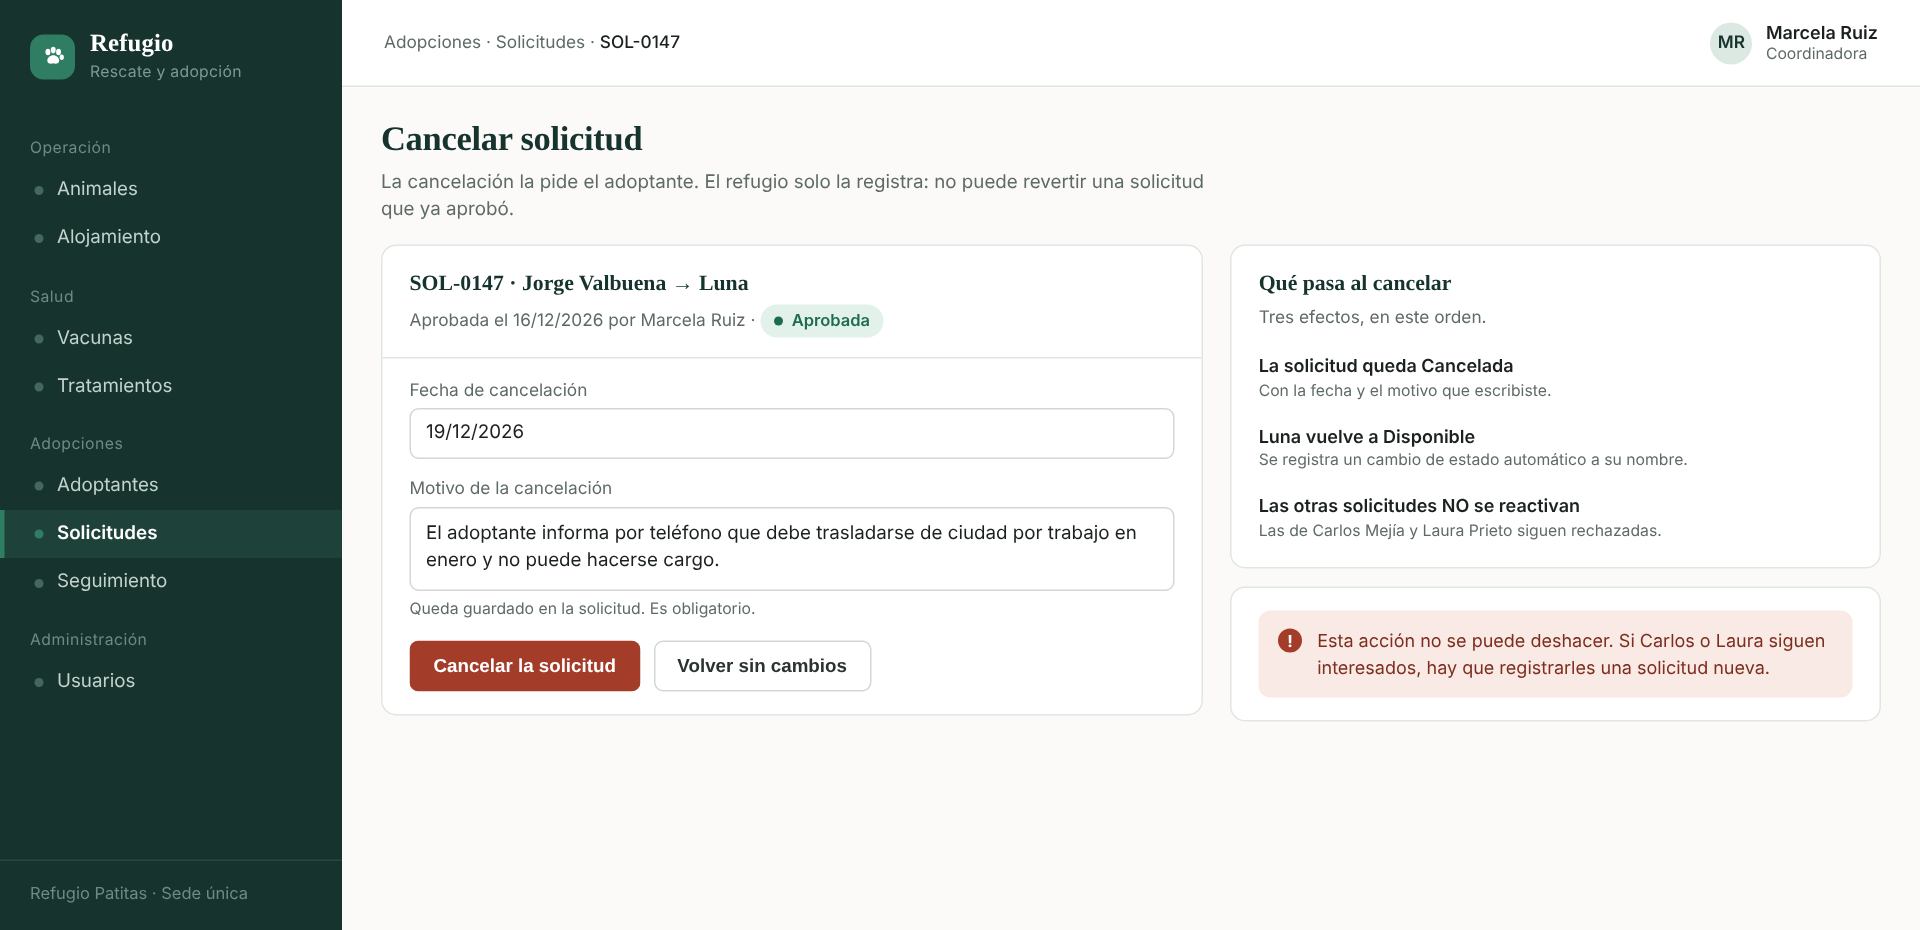 Refugio
Rescate y adopción
Operación
Animales
Alojamiento
Salud
Vacunas
Tratamientos
Adopciones
Adoptantes
Solicitudes
Seguimiento
Administración
Usuarios
Refugio Patitas · Sede única
Adopciones · Solicitudes · SOL-0147
MR
Marcela Ruiz
Coordinadora
Cancelar solicitud
La cancelación la pide el adoptante. El refugio solo la registra: no puede revertir una solicitud
que ya aprobó.
SOL-0147 · Jorge Valbuena → Luna
Aprobada el 16/12/2026 por Marcela Ruiz · Aprobada
Fecha de cancelación
19/12/2026
Motivo de la cancelación
El adoptante informa por teléfono que debe trasladarse de ciudad por trabajo en
enero y no puede hacerse cargo.
Queda guardado en la solicitud. Es obligatorio.
Cancelar la solicitud
Volver sin cambios
Qué pasa al cancelar
Tres efectos, en este orden.
La solicitud queda Cancelada
Con la fecha y el motivo que escribiste.
Luna vuelve a Disponible
Se registra un cambio de estado automático a su nombre.
Las otras solicitudes NO se reactivan
Las de Carlos Mejía y Laura Prieto siguen rechazadas.
Esta acción no se puede deshacer. Si Carlos o Laura siguen
interesados, hay que registrarles una solicitud nueva.